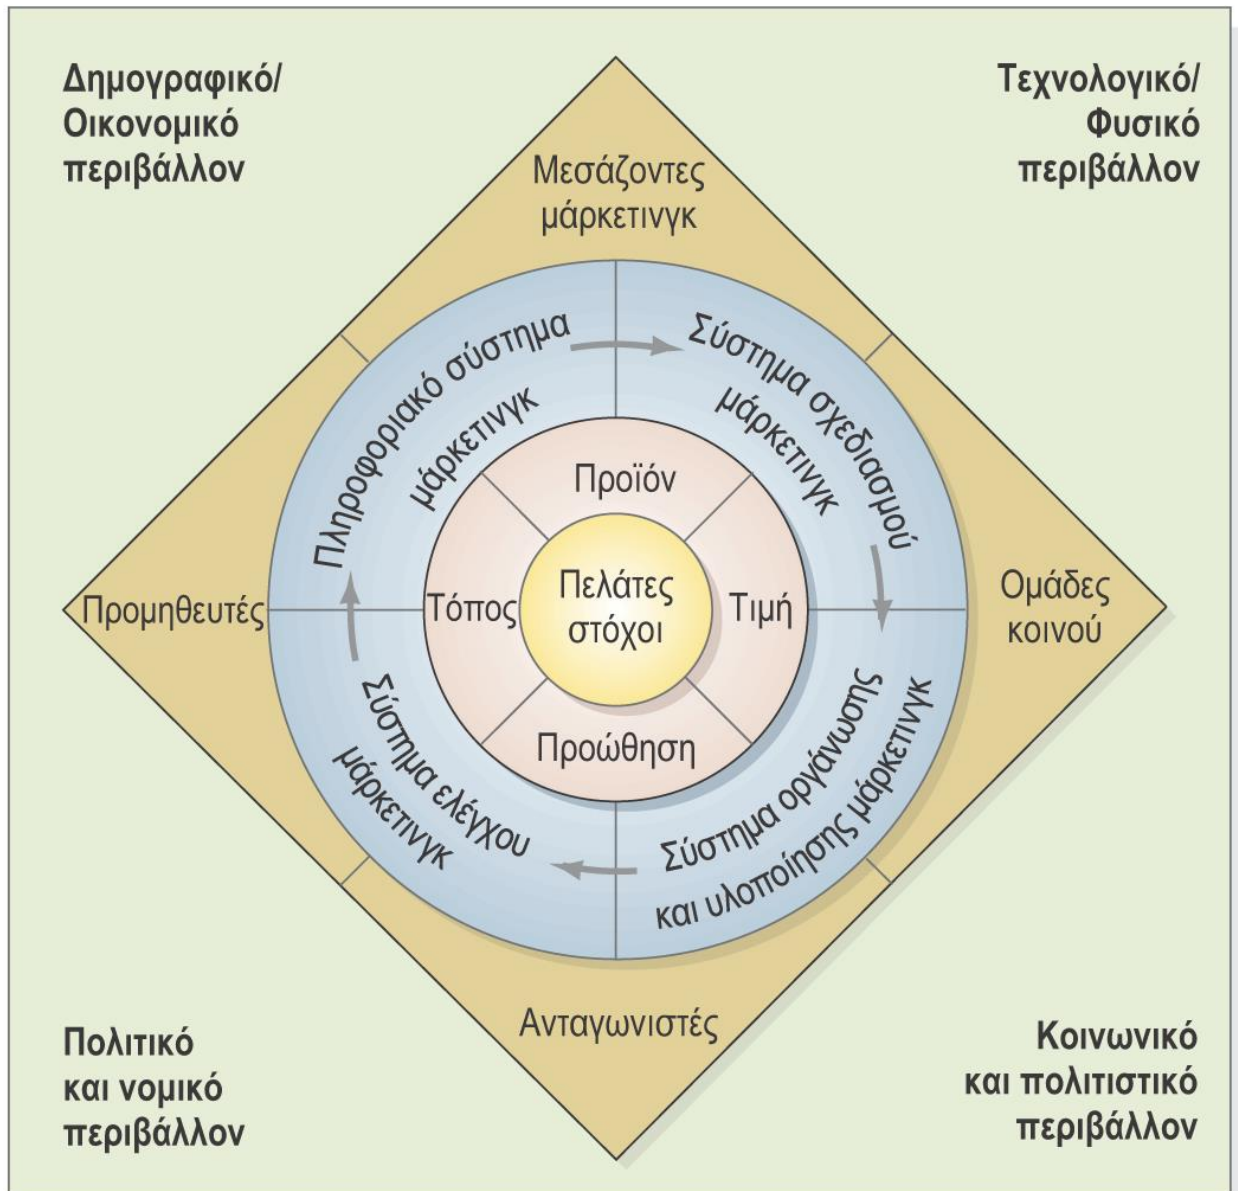 Δημογραφικό/
Οικονομικό
περιβάλλον
Τεχνολογικό/
Φυσικό
περιβάλλον
Μεσάζοντες
μάρκετινγκ
Πληροφοριακό σύστημα
μάρκετινγκ
Σύστημα σχεδιασμού
μάρκετινγκ
Προϊόν
Προμηθευτές
Τόπος
Πελάτες
στόχοι
Τιμή
Ομάδες
κοινού
Προώθηση
Σύστημα ελέγχου
μάρκετινγκ
Σύστημα οργάνωσης
και υλοποίησης μάρκετινγκ
Ανταγωνιστές
Πολιτικό
και νομικό
περιβάλλον
Κοινωνικό
και πολιτιστικό
περιβάλλον